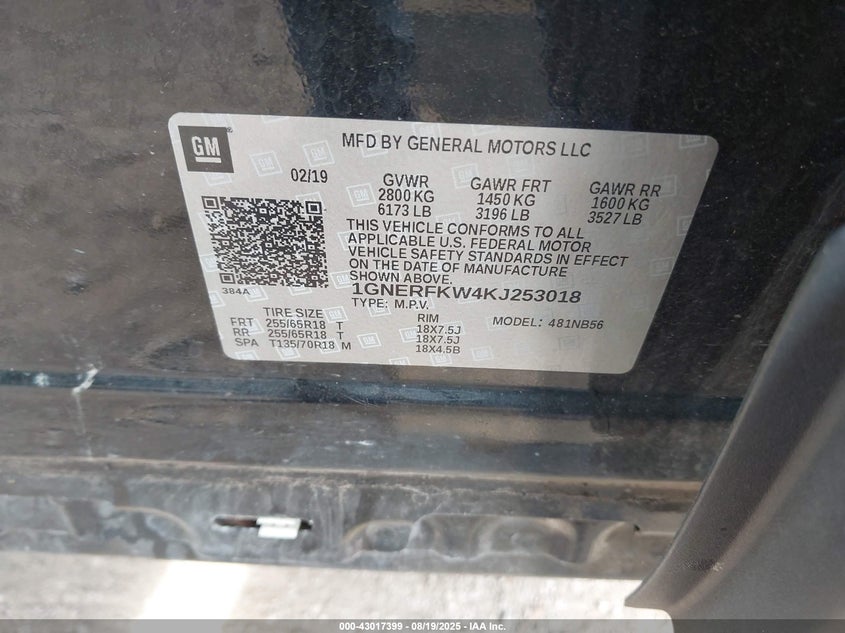 GM
MFD BY GENERAL MOTORS LLC
02/19
GVWR GAWR FRT GAWR RR
2800 KG 1450 KG 1600 KG
6173 LB 3196 LB 3527 LB
THIS VEHICLE CONFORMS TO ALL
APPLICABLE U.S. FEDERAL MOTOR
VEHICLE SAFETY STANDARDS IN EFFECT
ON THE DATE OF MANUFACTURE
SHOWN ABOVE.
384A
1GNERFKW4KJ253018
TYPE: M.P.V. MODEL: 481NB56
TIRE SIZE RIM
FRT 255/65R18 T 18X7.5J
RR 255/65R18 T 18X7.5J
SPA T135/70R18 M 18X4.5B
000-43017399 - 08/19/2025 - IAA Inc.